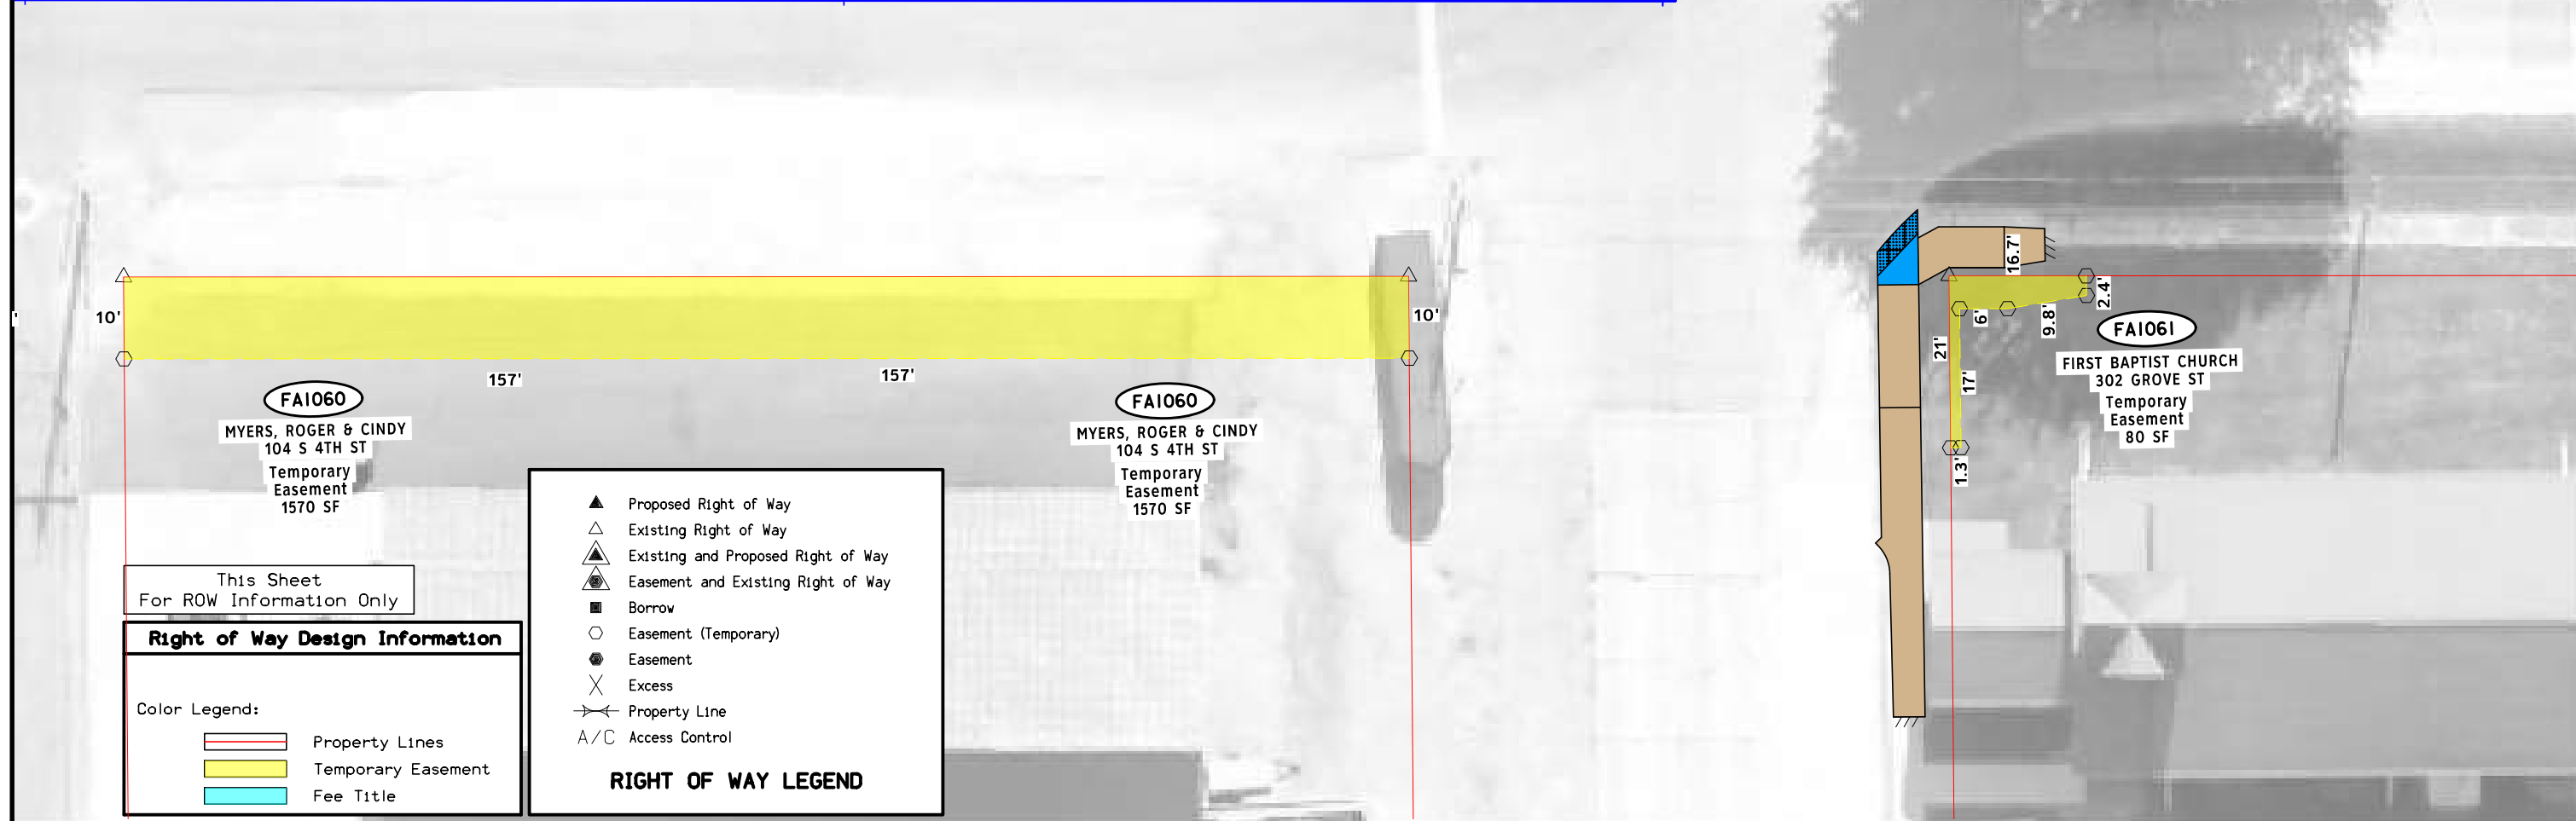 '
10'
157'
157'
10'
FA1060
MYERS, ROGER & CINDY
104 S 4TH ST
Temporary
Easement
1570 SF
FA1060
MYERS, ROGER & CINDY
104 S 4TH ST
Temporary
Easement
1570 SF
16.7'
2.4'
6'
9.8'
21'
17'
1.3'
FA1061
FIRST BAPTIST CHURCH
302 GROVE ST
Temporary
Easement
80 SF
This Sheet
For ROW Information Only
Right of Way Design Information
Color Legend:
Property Lines
Temporary Easement
Fee Title
Proposed Right of Way
Existing Right of Way
Existing and Proposed Right of Way
Easement and Existing Right of Way
Borrow
Easement (Temporary)
Easement
Excess
Property Line
A/C Access Control
RIGHT OF WAY LEGEND